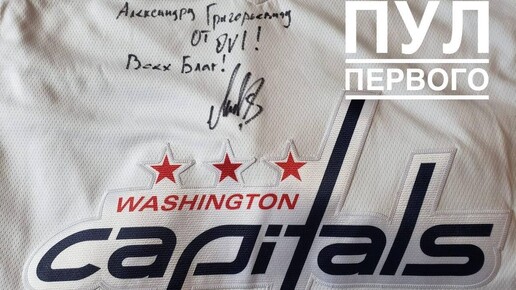 Александру Григорьевичу
от
OVI!
Всех Благ!
ПУЛ
ПЕРВОГО
WASHINGTON
capitals